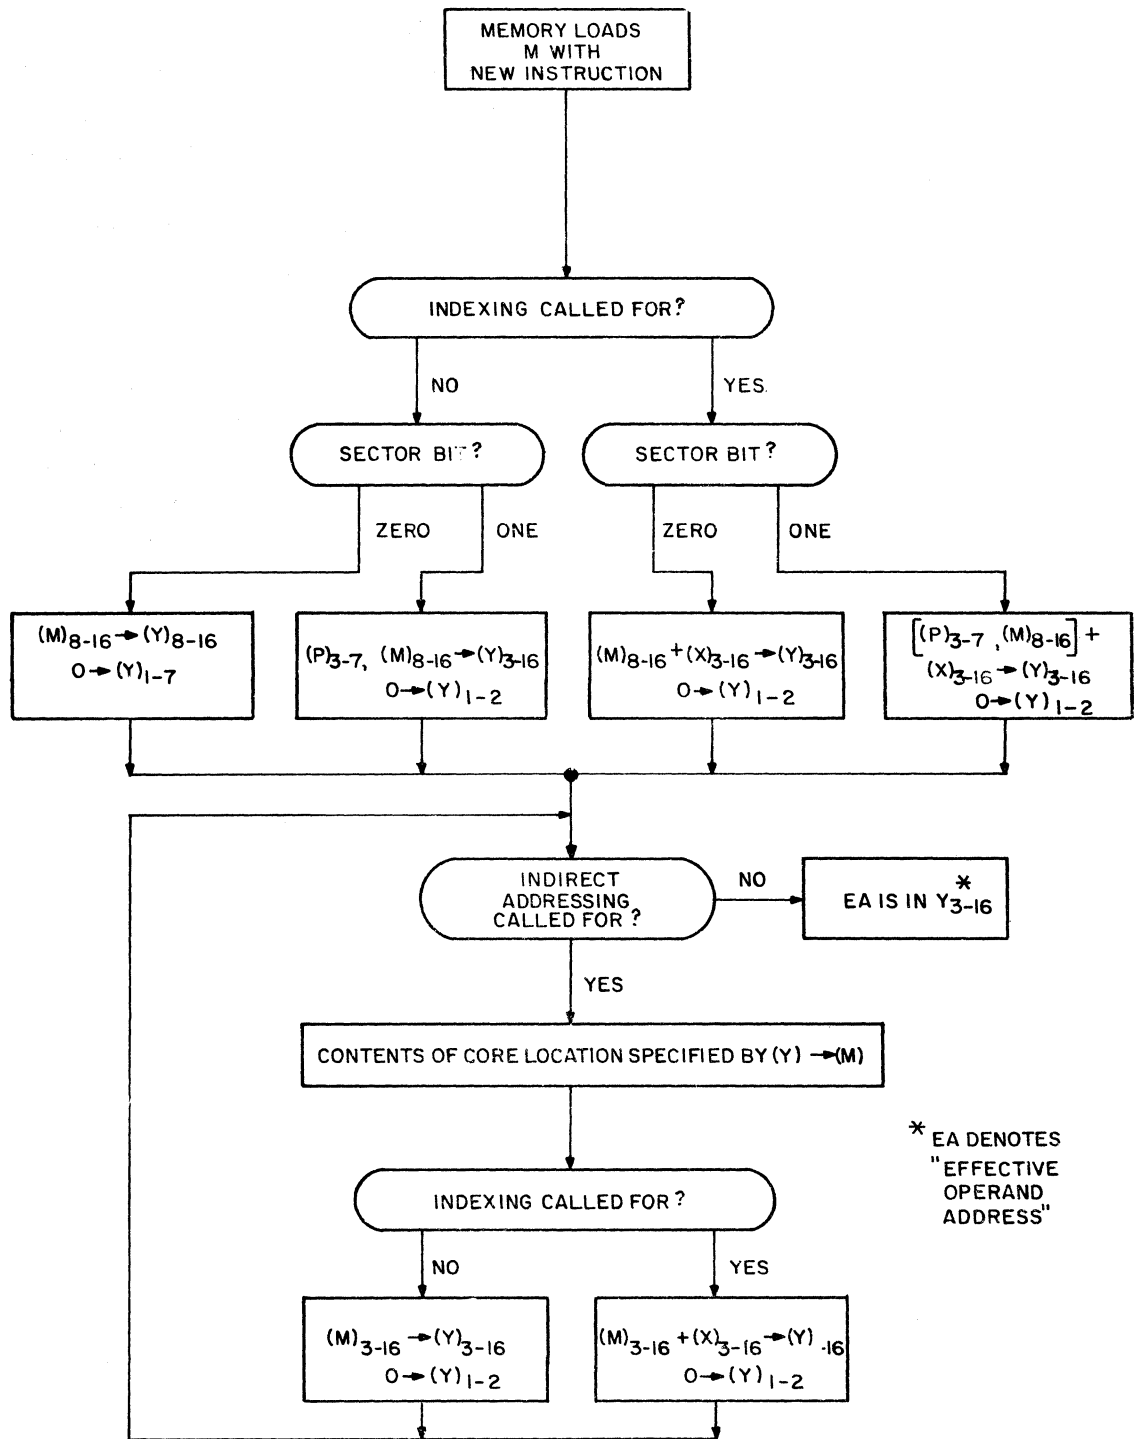 MEMORY LOADS
M WITH
NEW INSTRUCTION
INDEXING CALLED FOR?
NO
YES
SECTOR BIT?
SECTOR BIT?
ZERO
ONE
ZERO
ONE
(M)8-16→(Y)8-16
0→(Y)1-7
(P)3-7, (M)8-16→(Y)3-16
0→(Y)1-2
(M)8-16+(X)3-16→(Y)3-16
0→(Y)1-2
[(P)3-7, (M)8-16]+
(X)3-16→(Y)3-16
0→(Y)1-2
INDIRECT
ADDRESSING
CALLED FOR?
NO
EA IS IN Y*3-16
YES
CONTENTS OF CORE LOCATION SPECIFIED BY (Y)→(M)
* EA DENOTES
"EFFECTIVE
OPERAND
ADDRESS"
INDEXING CALLED FOR?
NO
YES
(M)3-16→(Y)3-16
0→(Y)1-2
(M)3-16+(X)3-16→(Y).16
0→(Y)1-2